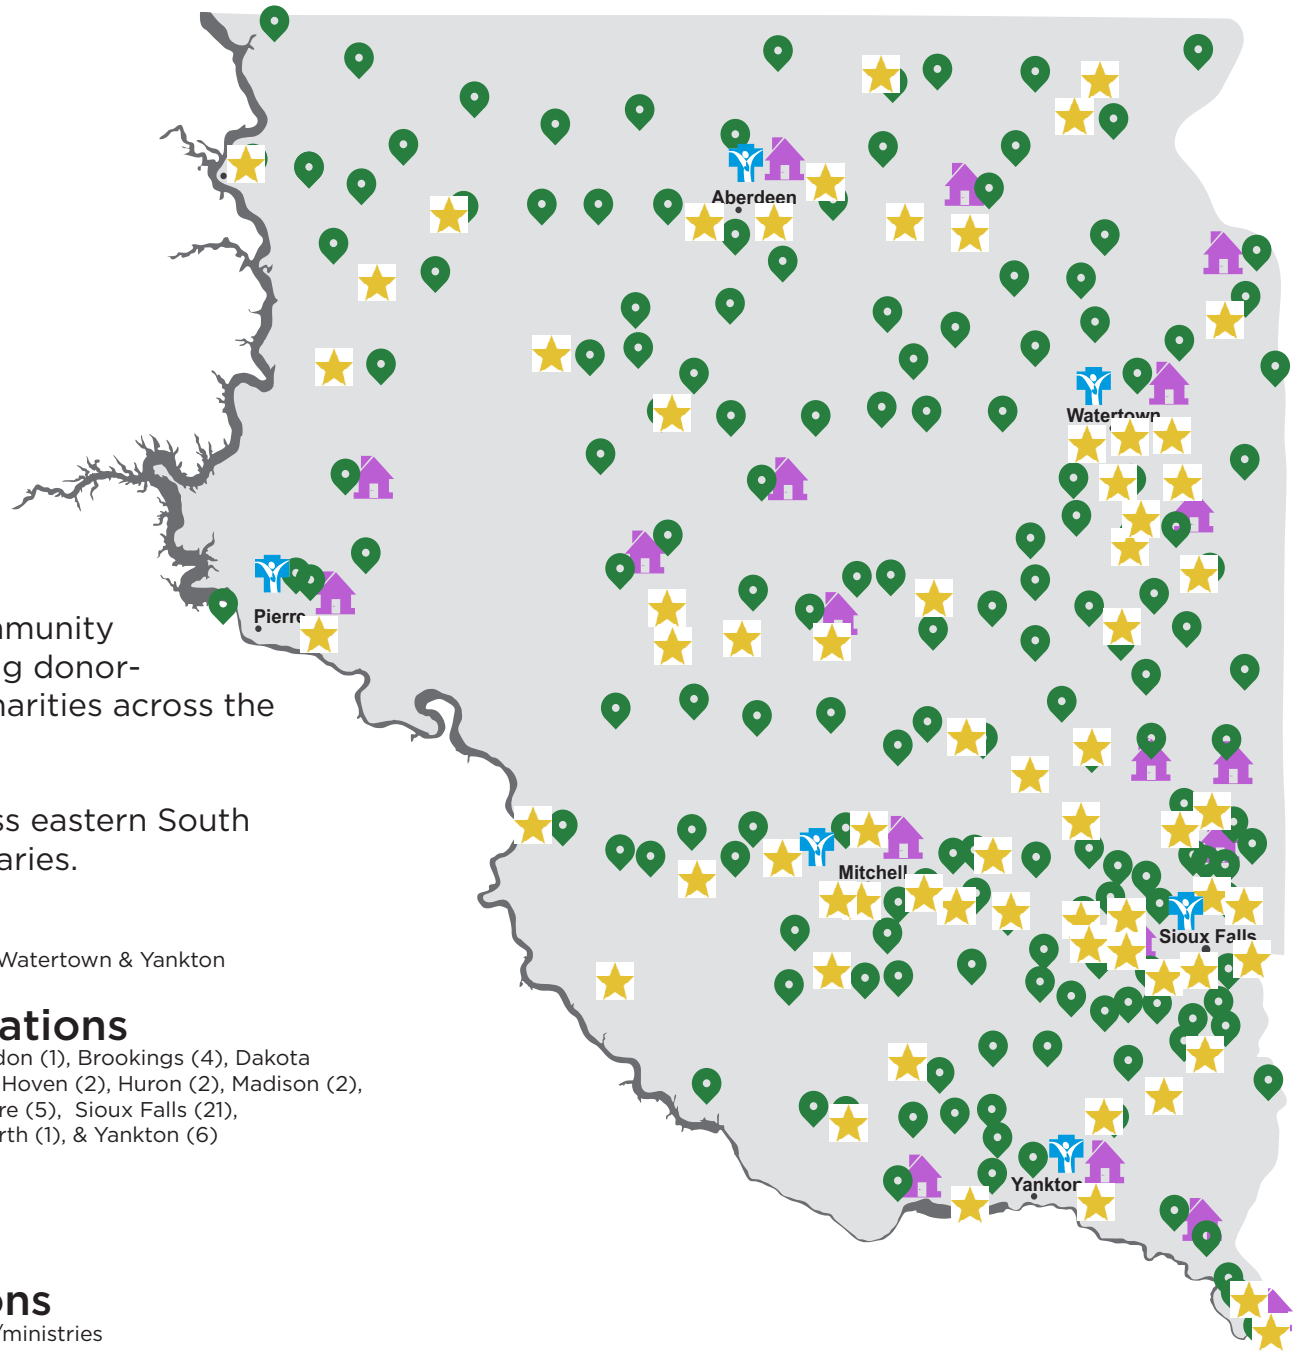 Aberdeen
Watertown
Pierre
mmunity
g donor-
harities across the
ss eastern South
aries.
Mitchell
Sioux Falls
Watertown & Yankton
ations
don (1), Brookings (4), Dakota
Hoven (2), Huron (2), Madison (2),
re (5), Sioux Falls (21),
rth (1), & Yankton (6)
Yankton
ons
/ministries